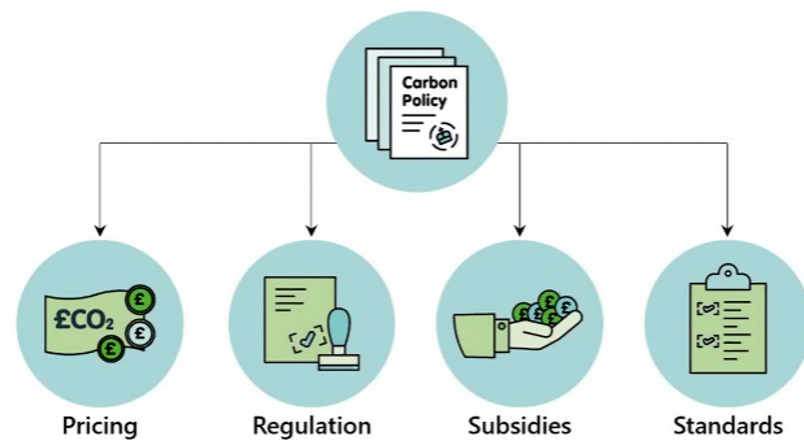 Carbon
Policy
£CO₂
£
£
£
£
£
£
£
£
Pricing
Regulation
Subsidies
Standards